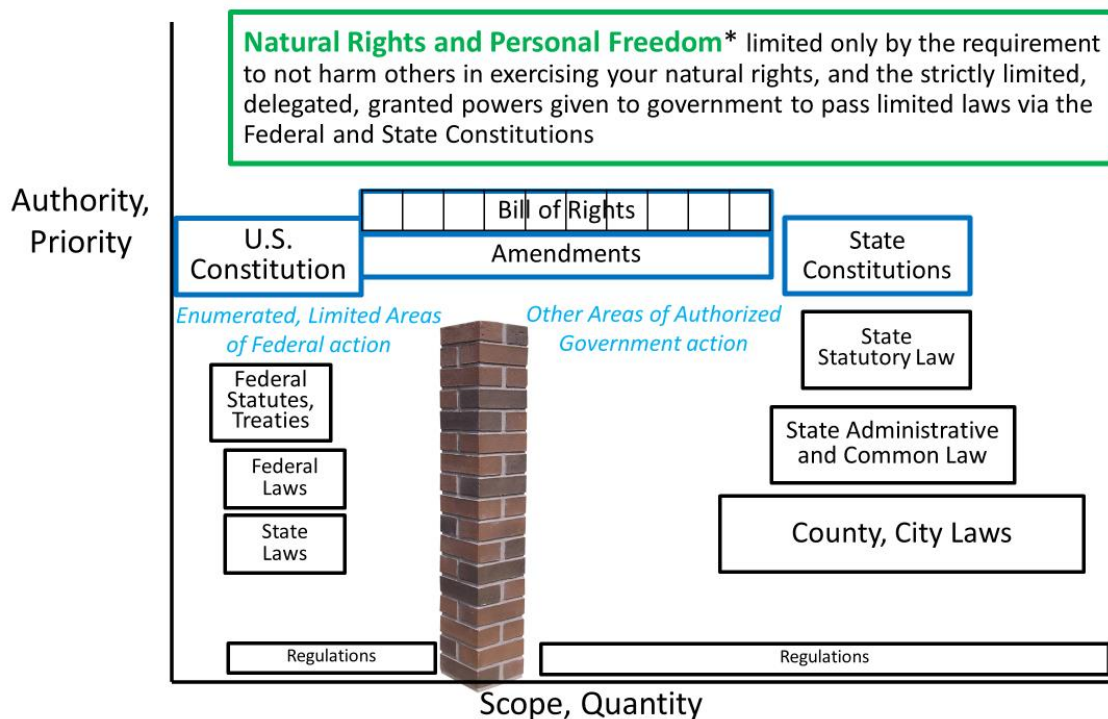 Natural Rights and Personal Freedom* limited only by the requirement
to not harm others in exercising your natural rights, and the strictly limited,
delegated, granted powers given to government to pass limited laws via the
Federal and State Constitutions
Authority,
Priority
Bill of Rights
U.S.
Constitution
Amendments
State
Constitutions
Enumerated, Limited Areas
of Federal action
Other Areas of Authorized
Government action
State
Statutory Law
Federal
Statutes,
Treaties
State Administrative
and Common Law
Federal
Laws
County, City Laws
State
Laws
Regulations
Regulations
Scope, Quantity